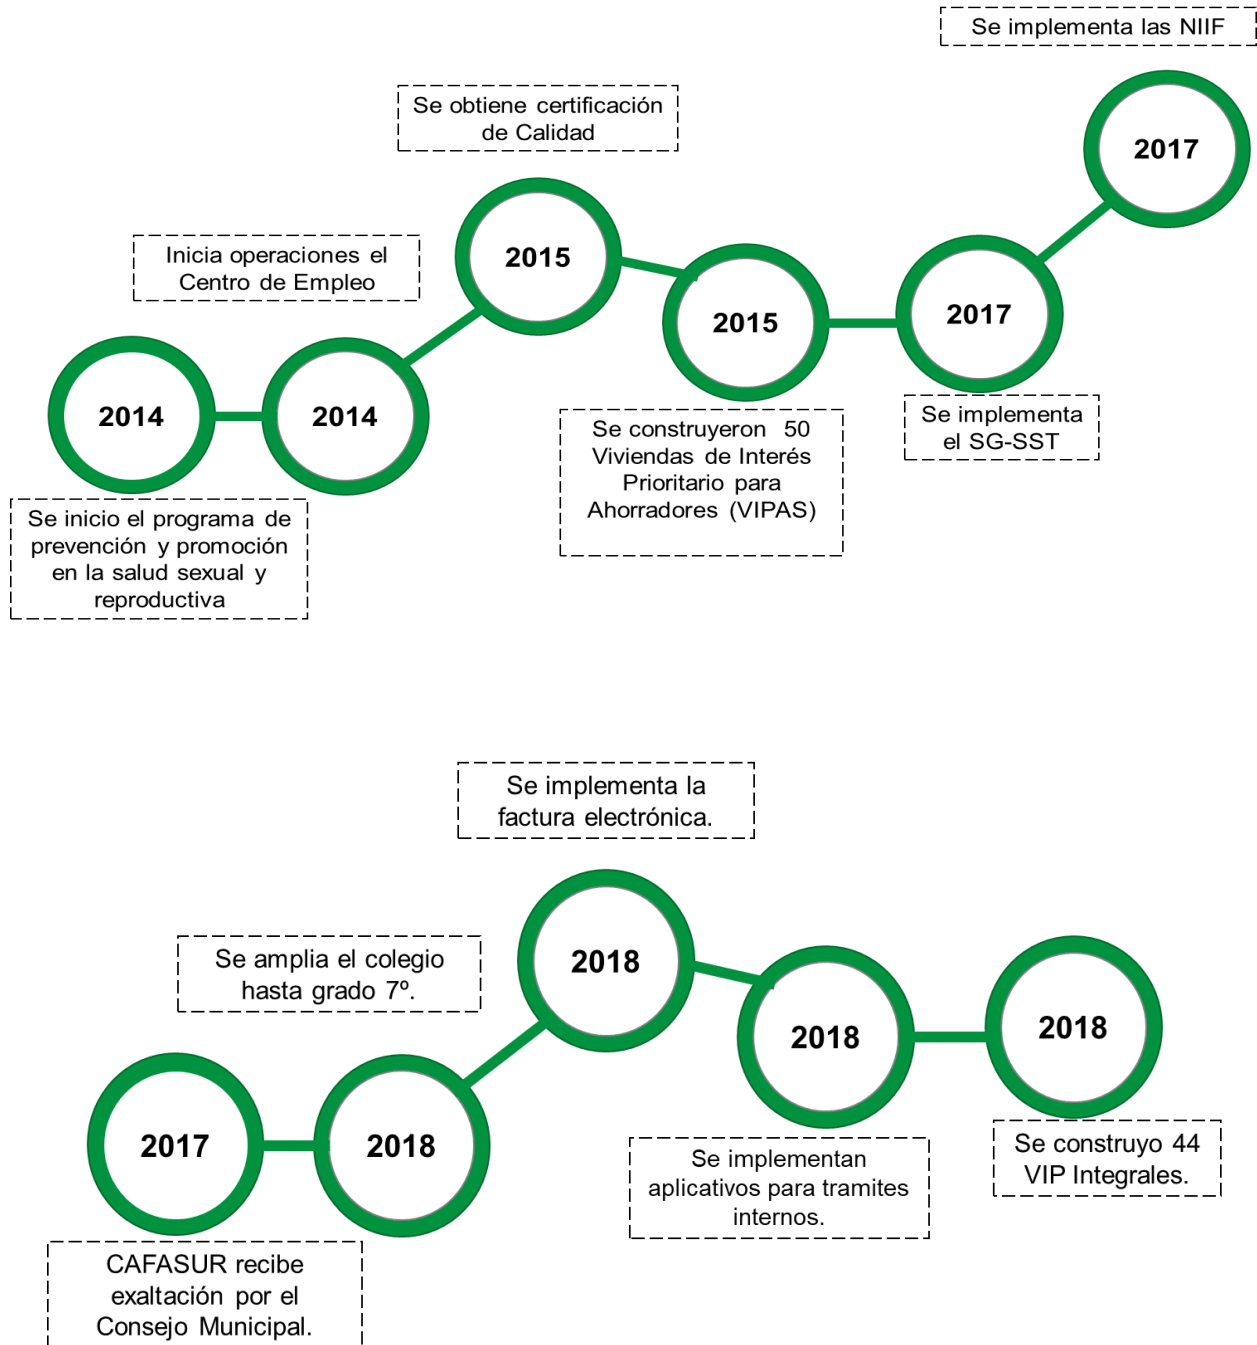 Se implementa las NIIF
2017
Se obtiene certificación
de Calidad
2015
Inicia operaciones el
Centro de Empleo
2014
2014
Se inicio el programa de
prevención y promoción
en la salud sexual y
reproductiva
2015
Se construyeron 50
Viviendas de Interés
Prioritario para
Ahorradores (VIPAS)
2017
Se implementa
el SG-SST
Se implementa la
factura electrónica.
2018
Se amplia el colegio
hasta grado 7º.
2017
2018
CAFASUR recibe
exaltación por el
Consejo Municipal.
2018
Se implementan
aplicativos para tramites
internos.
2018
Se construyo 44
VIP Integrales.